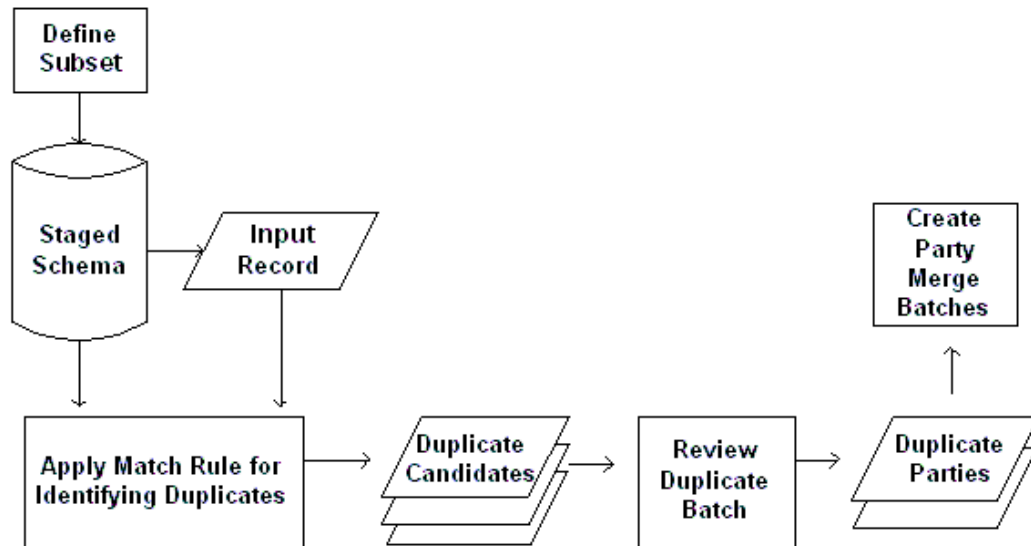 Define
Subset
Staged
Schema
Input
Record
Create
Party
Merge
Batches
Apply Match Rule for
Identifying Duplicates
Duplicate
Candidates
Review
Duplicate
Batch
Duplicate
Parties